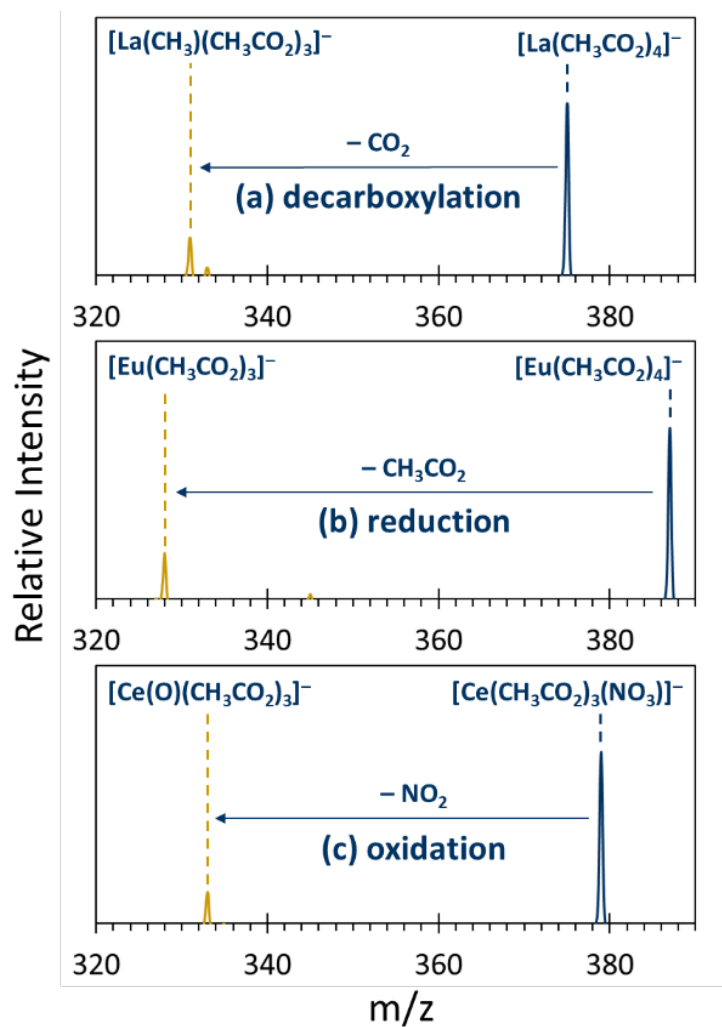 [La(CH₃)(CH₃CO₂)₃]⁻ [La(CH₃CO₂)₄]⁻
– CO₂
(a) decarboxylation
320 340 360 380
[Eu(CH₃CO₂)₃]⁻ [Eu(CH₃CO₂)₄]⁻
– CH₃CO₂
(b) reduction
320 340 360 380
[Ce(O)(CH₃CO₂)₃]⁻ [Ce(CH₃CO₂)₃(NO₃)]⁻
– NO₂
(c) oxidation
320 340 360 380
Relative Intensity
m/z